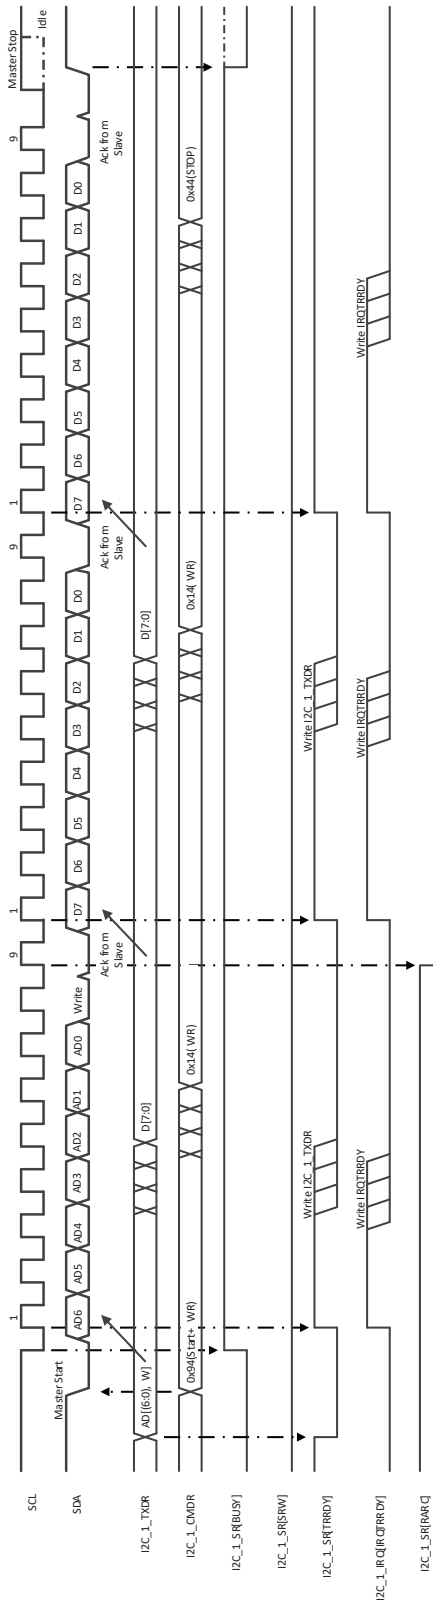 SCL
1
9
1
9
1
9
Master Stop
Idle
SDA
Master Start
AD6
AD5
AD4
AD3
AD2
AD1
AD0
Write
Ack from
Slave
D7
D6
D5
D4
D3
D2
D1
D0
Ack from
Slave
D7
D6
D5
D4
D3
D2
D1
D0
Ack from
Slave
I2C_1_TXDR
AD[(6:0), W]
D[7:0]
D[7:0]
I2C_1_CMDR
0x94(Start+ WR)
0x14(WR)
0x14( WR)
0x44(STOP)
I2C_1_SR[BUSY]
I2C_1_SR[SRW]
I2C_1_SR[TRRDY]
Write I2C_1_TXDR
Write I2C_1_TXDR
I2C_1_IRQ[IRQTRRDY]
Write IRQTRRDY
Write IRQTRRDY
Write IRQTRRDY
I2C_1_SR[RARC]